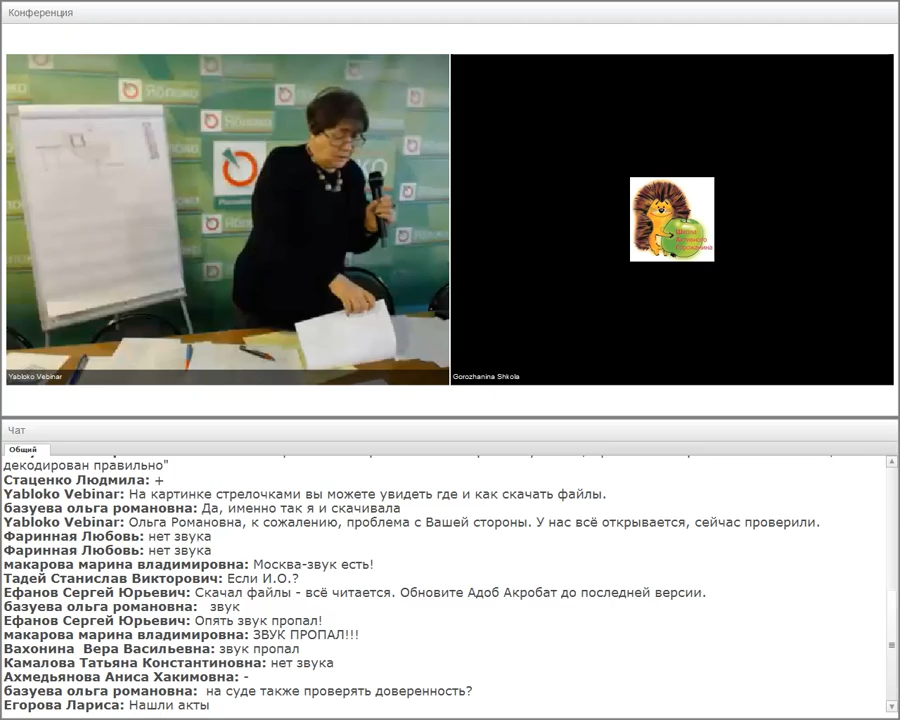 Конференция
Яблоко
Яблоко
Яблоко
Yabloko Vebinar
Школа
Активного
Горожанина
Gorozhanina Shkola
Чат
Общий
декодирован правильно"
Стаценко Людмила: +
Yabloko Vebinar: На картинке стрелочками вы можете увидеть где и как скачать файлы.
базуева ольга романовна: Да, именно так я и скачивала
Yabloko Vebinar: Ольга Романовна, к сожалению, проблема с Вашей стороны. У нас всё открывается, сейчас проверили.
Фаринная Любовь: нет звука
Фаринная Любовь: нет звука
макарова марина владимировна: Москва-звук есть!
Тадей Станислав Викторович: Если И.О.?
Ефанов Сергей Юрьевич: Скачал файлы - всё читается. Обновите Адоб Акробат до последней версии.
базуева ольга романовна: звук
Ефанов Сергей Юрьевич: Опять звук пропал!
макарова марина владимировна: ЗВУК ПРОПАЛ!!!
Вахонина Вера Васильевна: звук пропал
Камалова Татьяна Константиновна: нет звука
Ахмедьянова Аниса Хакимовна: -
базуева ольга романовна: на суде также проверять доверенность?
Егорова Лариса: Нашли акты